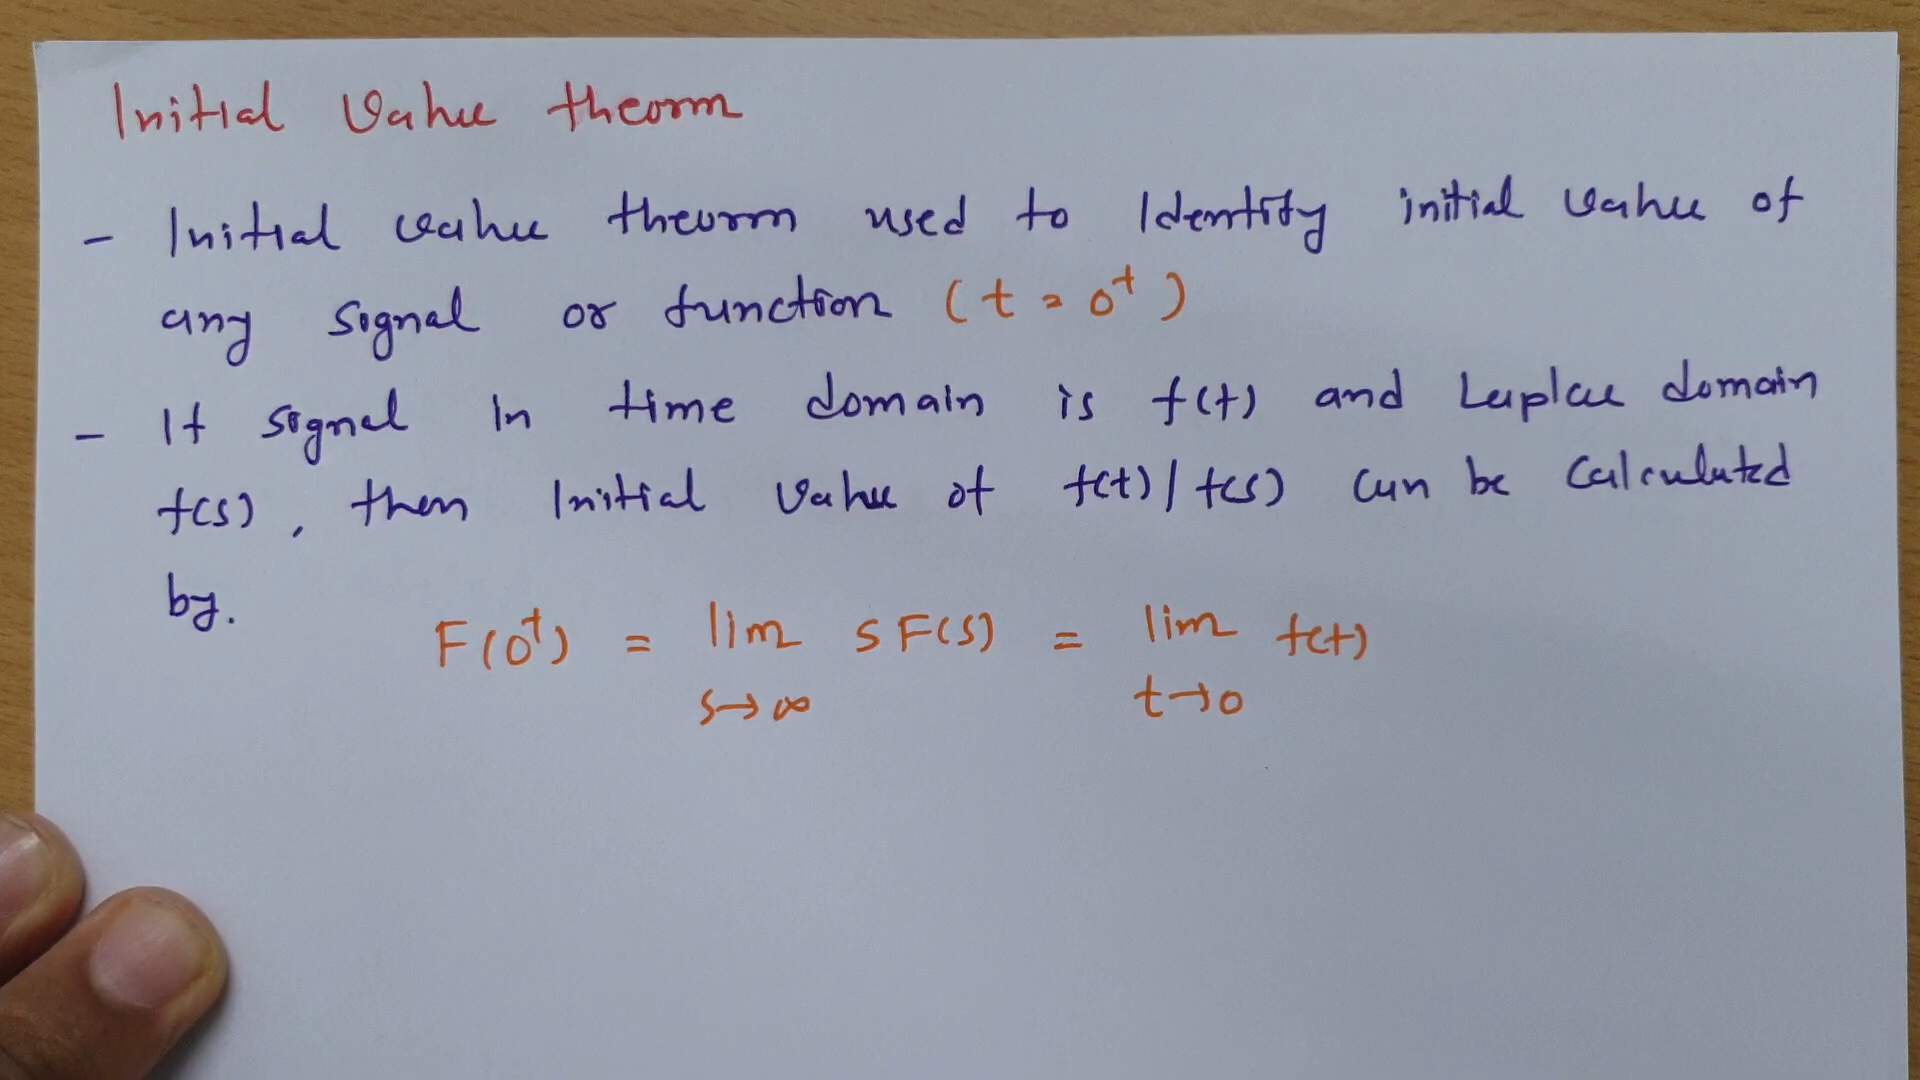 Initial Value theorm
- Initial value theorm used to Identify initial value of
any signal or function (t = 0⁺)
- If signal in time domain is f(t) and Laplace domain
f(s), then Initial Value of f(t)/f(s) can be calculated
by.
F(0⁺) = lim s→∞ S F(S) = lim t→0 f(t)